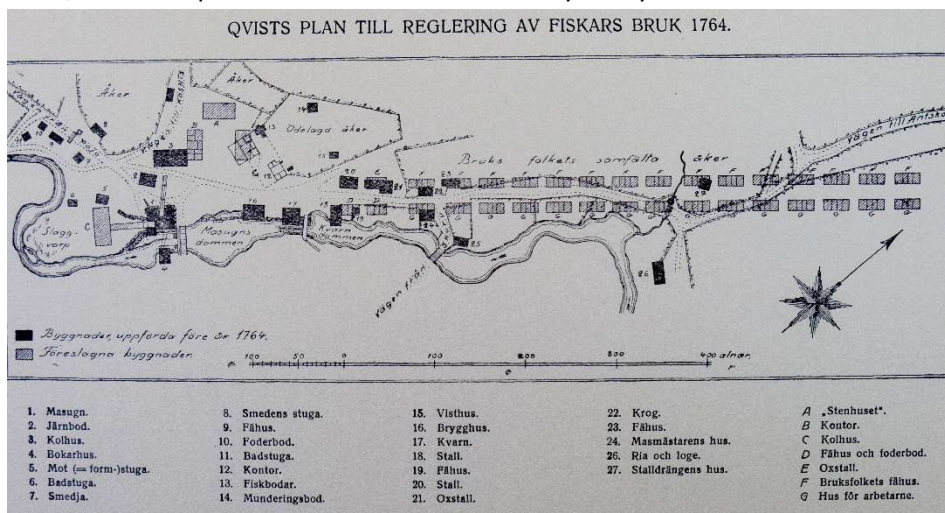 QVISTS PLAN TILL REGLERING AV FISKARS BRUK 1764.
Åker
Åker
Ödelagd åker
Bruks folkets samfälta åker
Vägen till Antskog
Slagg-
varp
Masugns
dammen
Kvarn
dammen
Vägen från
Byggnader, uppförda före år 1764.
Föreslagna byggnader.
100 50 0 100 200 300 400 alnar.
1. Masugn.
2. Järnbod.
3. Kolhus.
4. Bokarhus.
5. Mot (= form-)stuga.
6. Badstuga.
7. Smedja.
8. Smedens stuga.
9. Fähus.
10. Foderbod.
11. Badstuga.
12. Kontor.
13. Fiskbodar.
14. Munderingsbod.
15. Visthus.
16. Brygghus.
17. Kvarn.
18. Stall.
19. Fähus.
20. Stall.
21. Oxstall.
22. Krog.
23. Fähus.
24. Masmästarens hus.
26. Ria och loge.
27. Stalldrängens hus.
A „Stenhuset".
B Kontor.
C Kolhus.
D Fähus och foderbod.
E Oxstall.
F Bruksfolkets fähus.
G Hus för arbetarne.